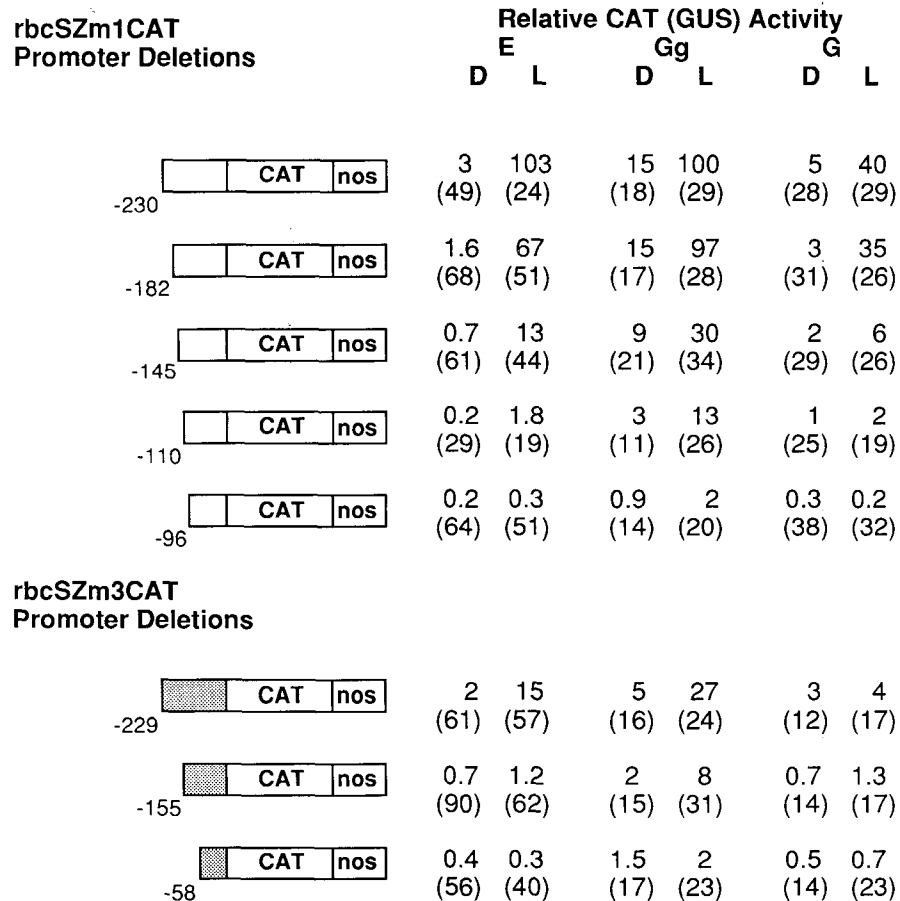 rbcSZm1CAT
Promoter Deletions
Relative CAT (GUS) Activity
E Gg G
D L D L D L
CAT nos 3 103 15 100 5 40
-230 (49) (24) (18) (29) (28) (29)
CAT nos 1.6 67 15 97 3 35
-182 (68) (51) (17) (28) (31) (26)
CAT nos 0.7 13 9 30 2 6
-145 (61) (44) (21) (34) (29) (26)
CAT nos 0.2 1.8 3 13 1 2
-110 (29) (19) (11) (26) (25) (19)
CAT nos 0.2 0.3 0.9 2 0.3 0.2
-96 (64) (51) (14) (20) (38) (32)
rbcSZm3CAT
Promoter Deletions
CAT nos 2 15 5 27 3 4
-229 (61) (57) (16) (24) (12) (17)
CAT nos 0.7 1.2 2 8 0.7 1.3
-155 (90) (62) (15) (31) (14) (17)
CAT nos 0.4 0.3 1.5 2 0.5 0.7
-58 (56) (40) (17) (23) (14) (23)